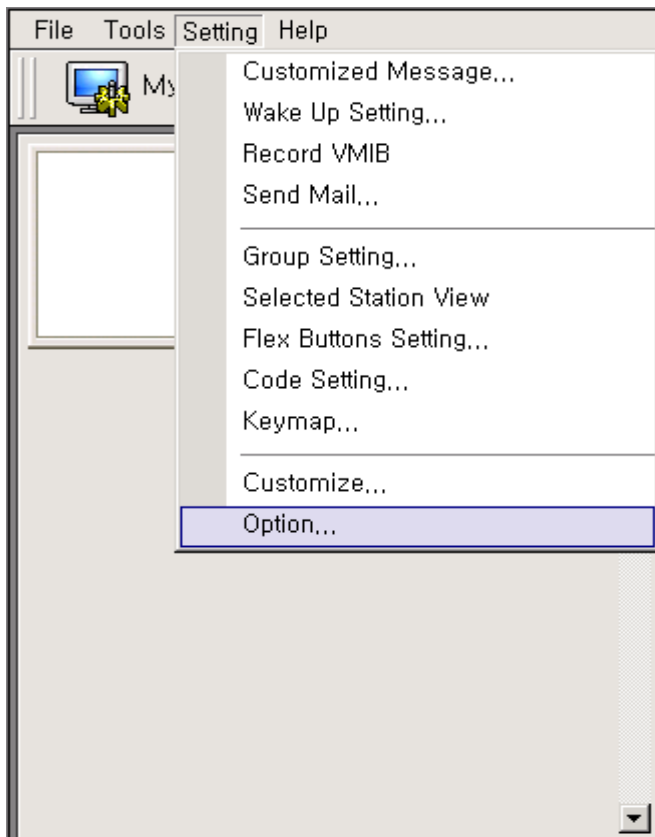 File Tools Setting Help
My
Customized Message...
Wake Up Setting...
Record VMIB
Send Mail...
Group Setting...
Selected Station View
Flex Buttons Setting...
Code Setting...
Keymap...
Customize...
Option...